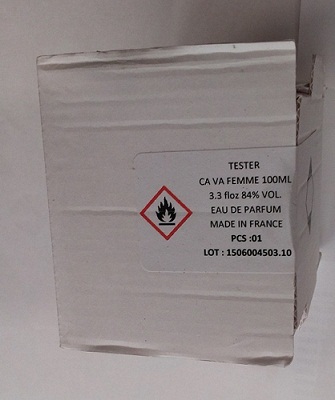 TESTER
CA VA FEMME 100ML
3.3 floz 84% VOL.
EAU DE PARFUM
MADE IN FRANCE
PCS :01
LOT : 1506004503.10